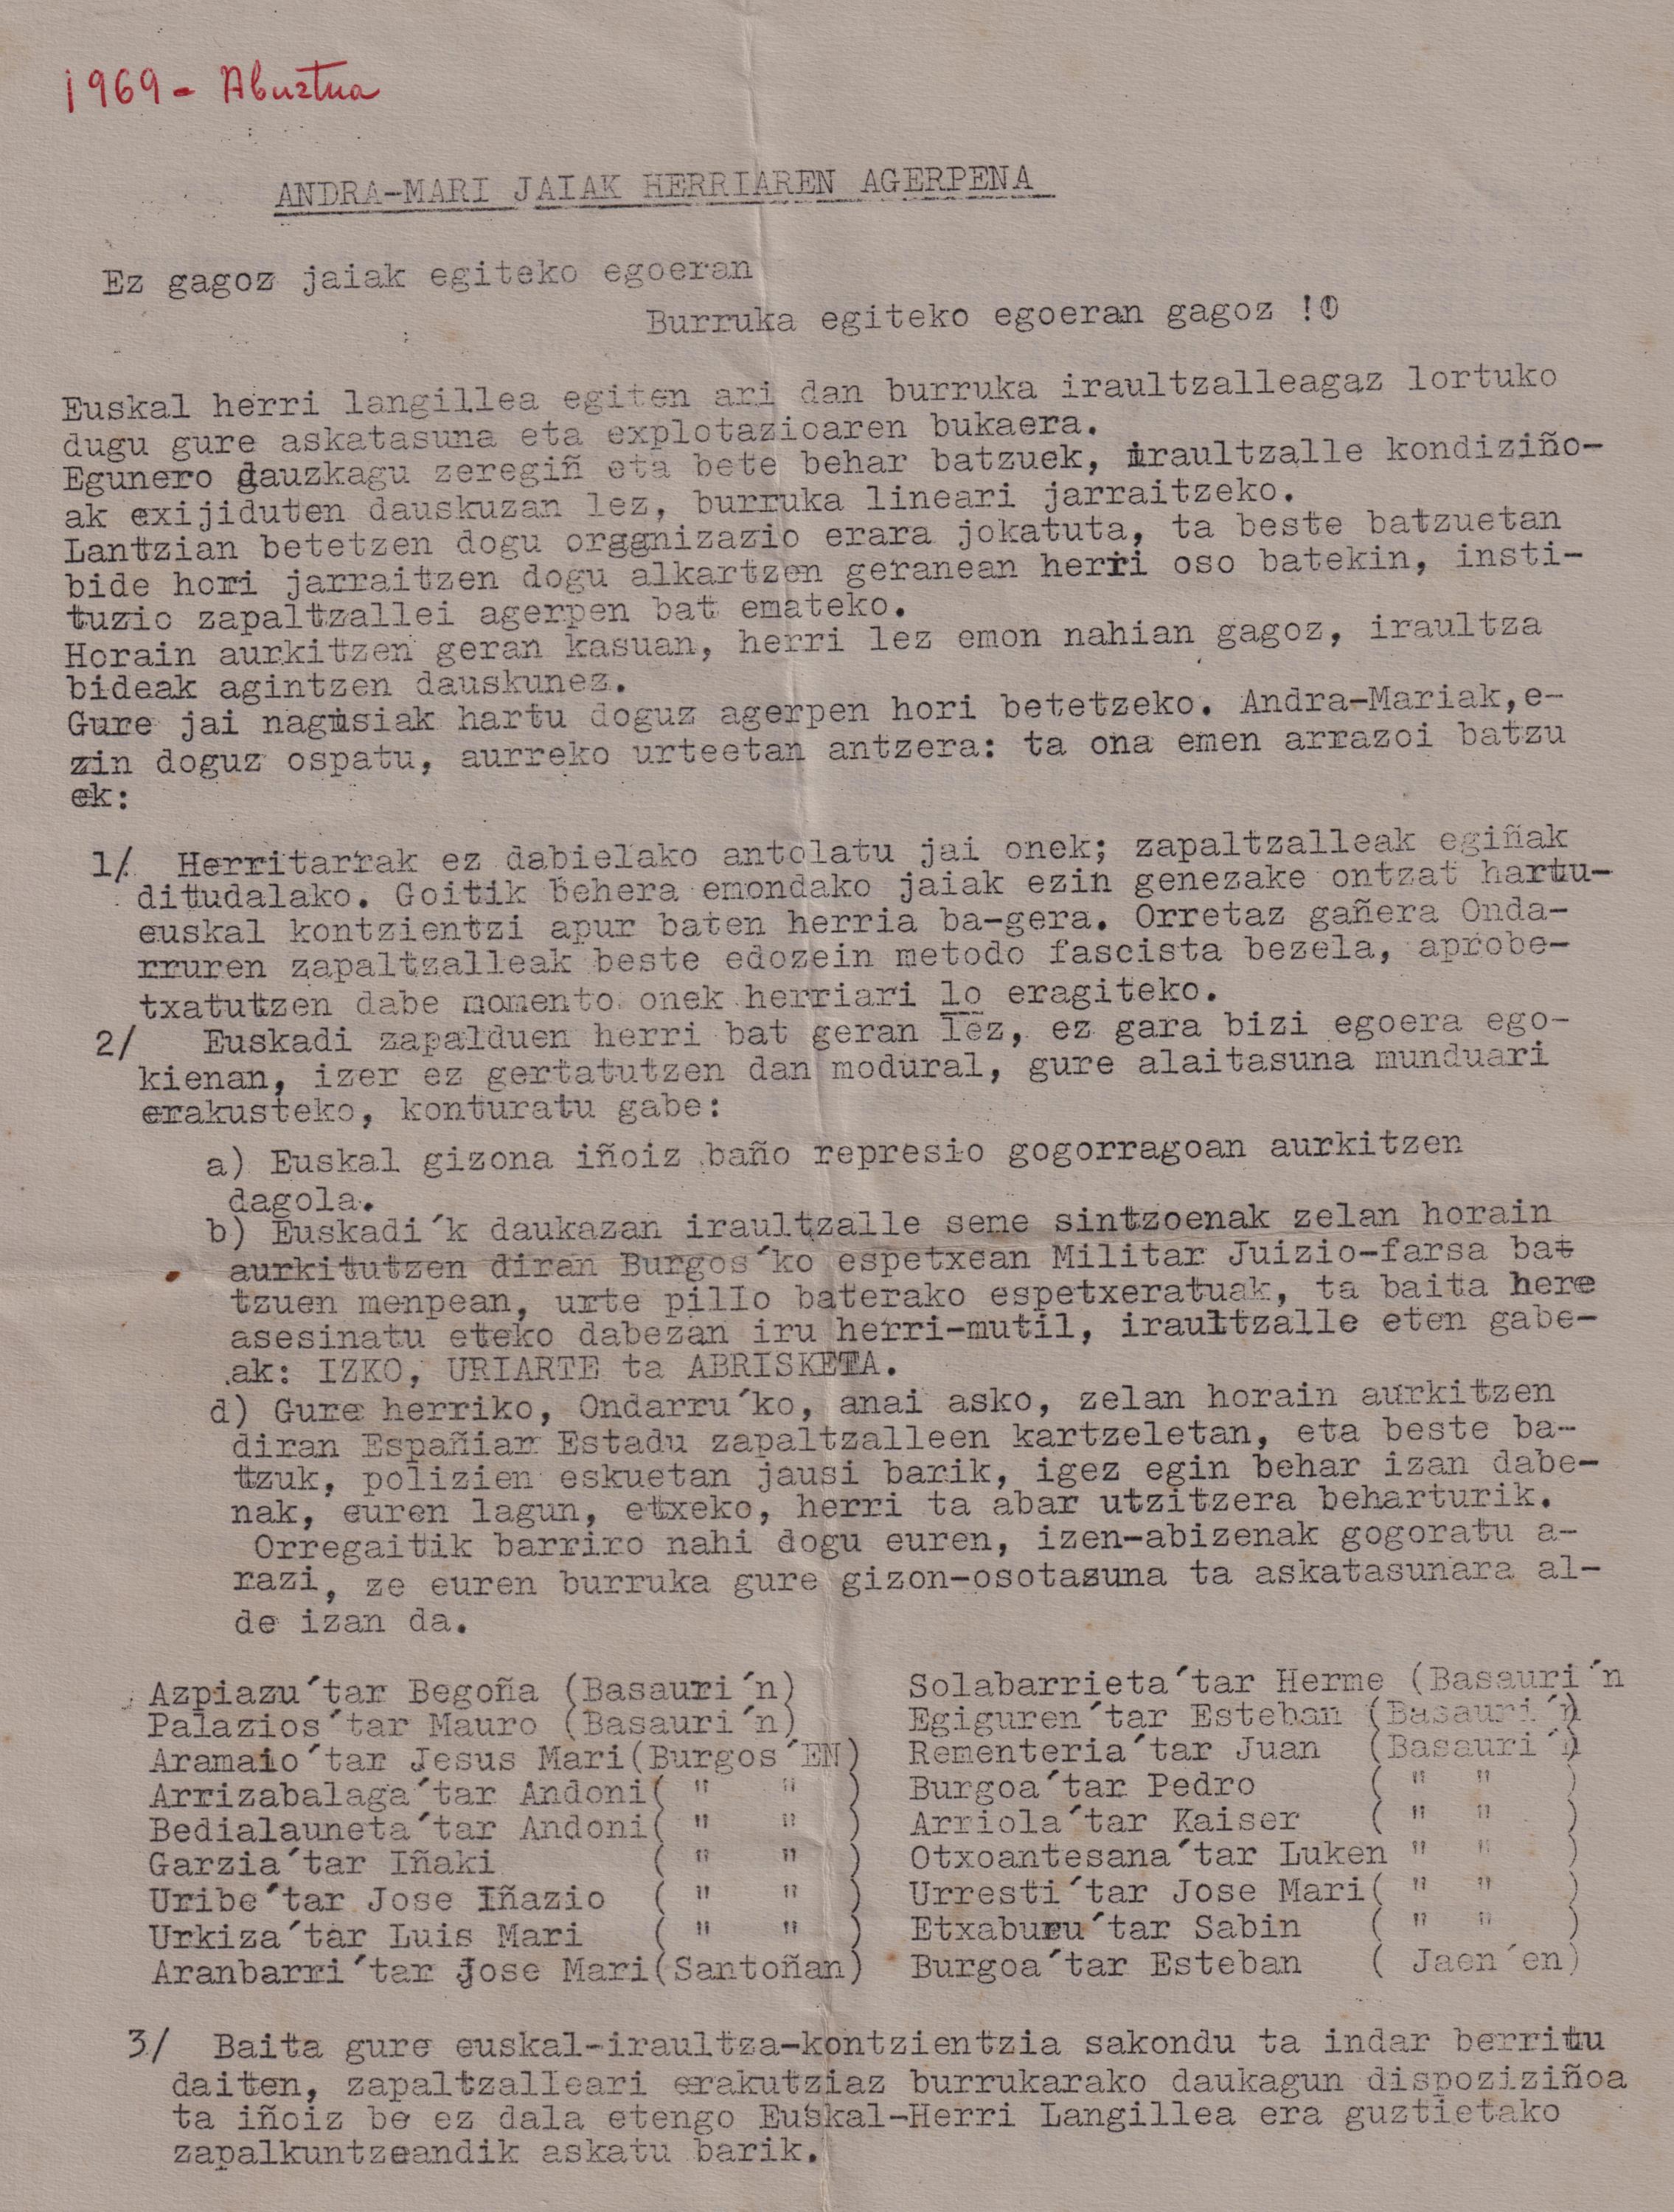 1969 - Abuztua
ANDRA-MARI JAIAK HERRIAREN AGERPENA
Ez gagoz jaiak egiteko egoeran
Burruka egiteko egoeran gagoz !!
Euskal herri langillea egiten ari dan burruka iraultzalleagaz lortuko
dugu gure askatasuna eta explotazioaren bukaera.
Egunero dauzkagu zeregiñ eta bete behar batzuek, iraultzalle kondiziño-
ak exijiduten dauskuzan lez, burruka lineari jarraitzeko.
Lantzian betetzen dogu orggnizazio erara jokatuta, ta beste batzuetan
bide hori jarraitzen dogu alkartzen geranean herri oso batekin, insti-
tuzio zapaltzallei agerpen bat emateko.
Horain aurkitzen geran kasuan, herri lez emon nahian gagoz, iraultza
bideak agintzen dauskunez.
Gure jai nagusiak hartu doguz agerpen hori betetzeko. Andra-Mariak,e-
zin doguz ospatu, aurreko urteetan antzera: ta ona emen arrazoi batzu
ek:
1/. Herritarrak ez dabielako antolatu jai onek; zapaltzalleak egiñak
ditudalako. Goitik behera emondako jaiak ezin genezake ontzat hartu-
euskal kontzientzi apur baten herria ba-gera. Orretaz gañera Onda-
rruren zapaltzalleak beste edozein metodo fascista bezela, aprobe-
txatutzen dabe momento onek herriari lo eragiteko.
2/ Euskadi zapalduen herri bat geran lez, ez gara bizi egoera ego-
kienan, izer ez gertatutzen dan modural, gure alaitasuna munduari
erakusteko, konturatu gabe:
a) Euskal gizona iñoiz baño represio gogorragoan aurkitzen
dagola.
b) Euskadi´k daukazan iraultzalle seme sintzoenak zelan horain
aurkitutzen diran Burgos´ko espetxean Militar Juizio-farsa bat
tzuen menpean, urte pillo baterako espetxeratuak, ta baita here
asesinatu eteko dabezan iru herri-mutil, iraultzalle eten gabe-
ak: IZKO, URIARTE ta ABRISKETA.
d) Gure herriko, Ondarru´ko, anai asko, zelan horain aurkitzen
diran Españiar Estadu zapaltzalleen kartzeletan, eta beste ba-
tzuk, polizien eskuetan jausi barik, igez egin behar izan dabe-
nak, euren lagun, etxeko, herri ta abar utzitzera beharturik.
Orregaitik barriro nahi dogu euren, izen-abizenak gogoratu a-
razi, ze euren burruka gure gizon-osotasuna ta askatasunara al-
de izan da.
Azpiazu´tar Begoña (Basauri´n) Solabarrieta´tar Herme (Basauri´n
Palazios´tar Mauro (Basauri´n) Egiguren´tar Esteban (Basauri´n)
Aramaio´tar Jesus Mari(Burgos´EN) Rementeria´tar Juan (Basauri´n)
Arrizabalaga´tar Andoni( " " ) Burgoa´tar Pedro ( " " )
Bedialauneta´tar Andoni( " " ) Arriola´tar Kaiser ( " " )
Garzia´tar Iñaki ( " " ) Otxoantesana´tar Luken " " )
Uribe´tar Jose Iñazio ( " " ) Urresti´tar Jose Mari( " " )
Urkiza´tar Luis Mari ( " " ) Etxaburu´tar Sabin ( " " )
Aranbarri´tar Jose Mari(Santoñan) Burgoa´tar Esteban ( Jaen´en)
3/ Baita gure euskal-iraultza-kontzientzia sakondu ta indar berritu
daiten, zapaltzalleari erakutziaz burrukarako daukagun dispoziziñoa
ta iñoiz be ez dala etengo Euskal-Herri Langillea era guztietako
zapalkuntzeandik askatu barik.